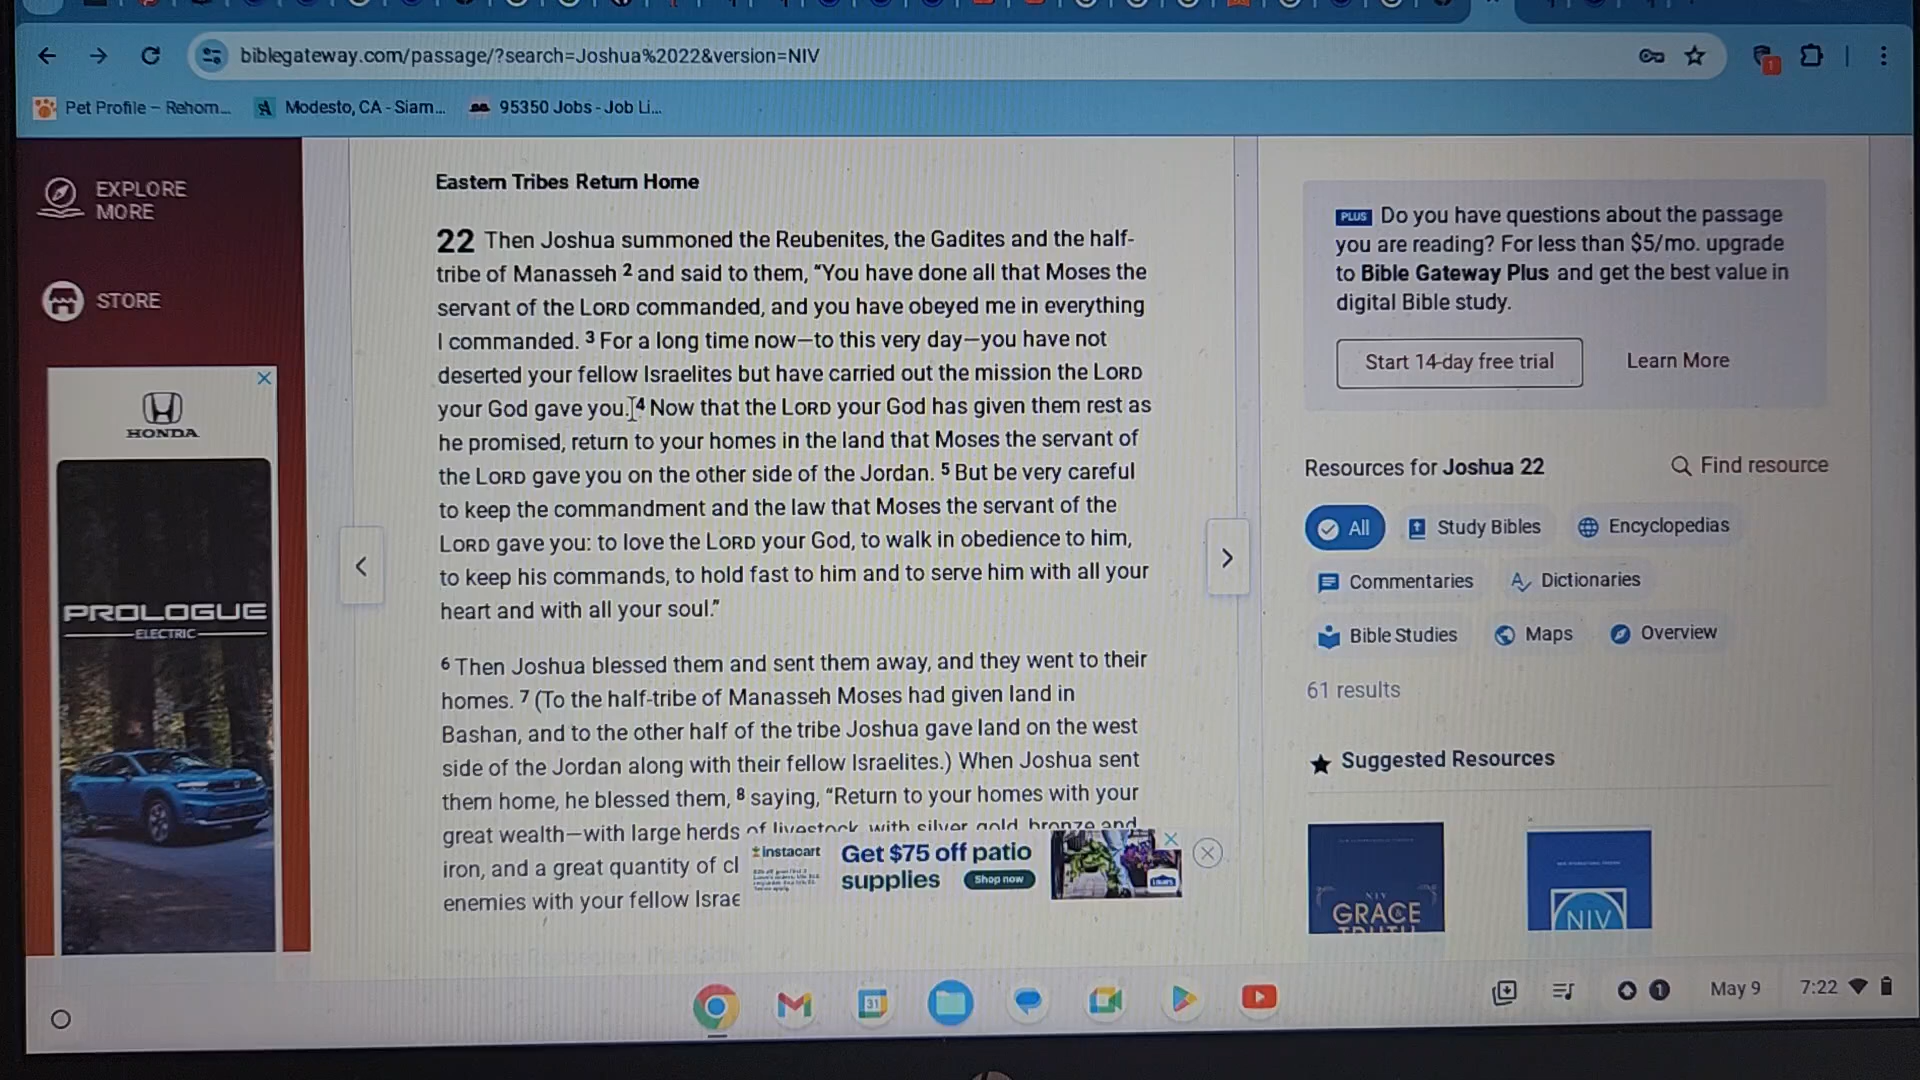 biblegateway.com/passage/?search=Joshua%2022&version=NIV
1
Pet Profile – Rehom...
Modesto, CA - Siam...
95350 Jobs - Job Li...
EXPLORE
MORE
STORE
HONDA
PROLOGUE
ELECTRIC
Eastern Tribes Return Home
22 Then Joshua summoned the Reubenites, the Gadites and the half-
tribe of Manasseh 2 and said to them, “You have done all that Moses the
servant of the LORD commanded, and you have obeyed me in everything
I commanded. 3 For a long time now—to this very day—you have not
deserted your fellow Israelites but have carried out the mission the LORD
your God gave you. 4 Now that the LORD your God has given them rest as
he promised, return to your homes in the land that Moses the servant of
the LORD gave you on the other side of the Jordan. 5 But be very careful
to keep the commandment and the law that Moses the servant of the
LORD gave you: to love the LORD your God, to walk in obedience to him,
to keep his commands, to hold fast to him and to serve him with all your
heart and with all your soul.”
6 Then Joshua blessed them and sent them away, and they went to their
homes. 7 (To the half-tribe of Manasseh Moses had given land in
Bashan, and to the other half of the tribe Joshua gave land on the west
side of the Jordan along with their fellow Israelites.) When Joshua sent
them home, he blessed them, 8 saying, “Return to your homes with your
great wealth—with large herds of livestock, with silver, gold, bronze and
iron, and a great quantity of cl
enemies with your fellow Israe
instacart
Get $75 off patio
supplies
Shop now
PLUS Do you have questions about the passage
you are reading? For less than $5/mo. upgrade
to Bible Gateway Plus and get the best value in
digital Bible study.
Start 14-day free trial
Learn More
Resources for Joshua 22
Find resource
All
Study Bibles
Encyclopedias
Commentaries
Dictionaries
Bible Studies
Maps
Overview
61 results
Suggested Resources
NIV
GRACE
TRUTH
NIV
31
1
May 9
7:22